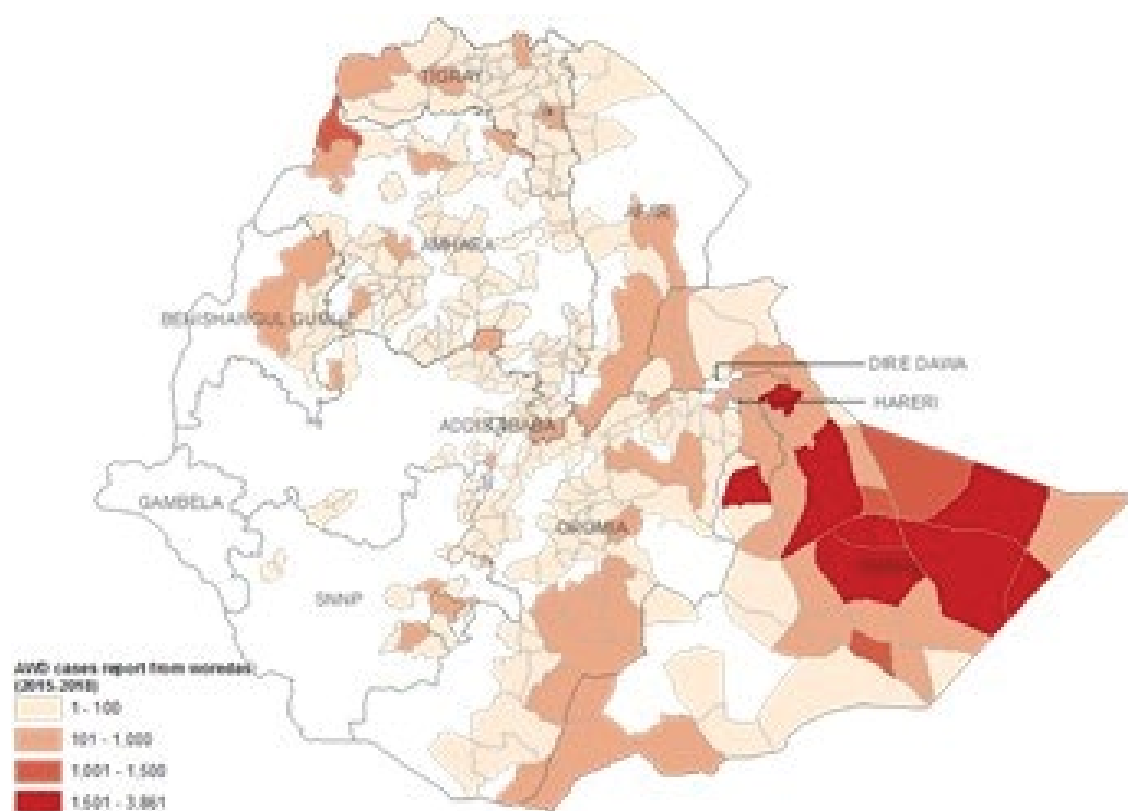 TIGRAY
AFAR
AMHARA
BENISHANGUL GUMUZ
DIRE DAWA
HARERI
ADDIS ABABA
GAMBELA
OROMIA
SNNP
AWD cases report from woredas
(2015-2018)
1 - 100
101 - 1.000
1.001 - 1.500
1.501 - 3.861